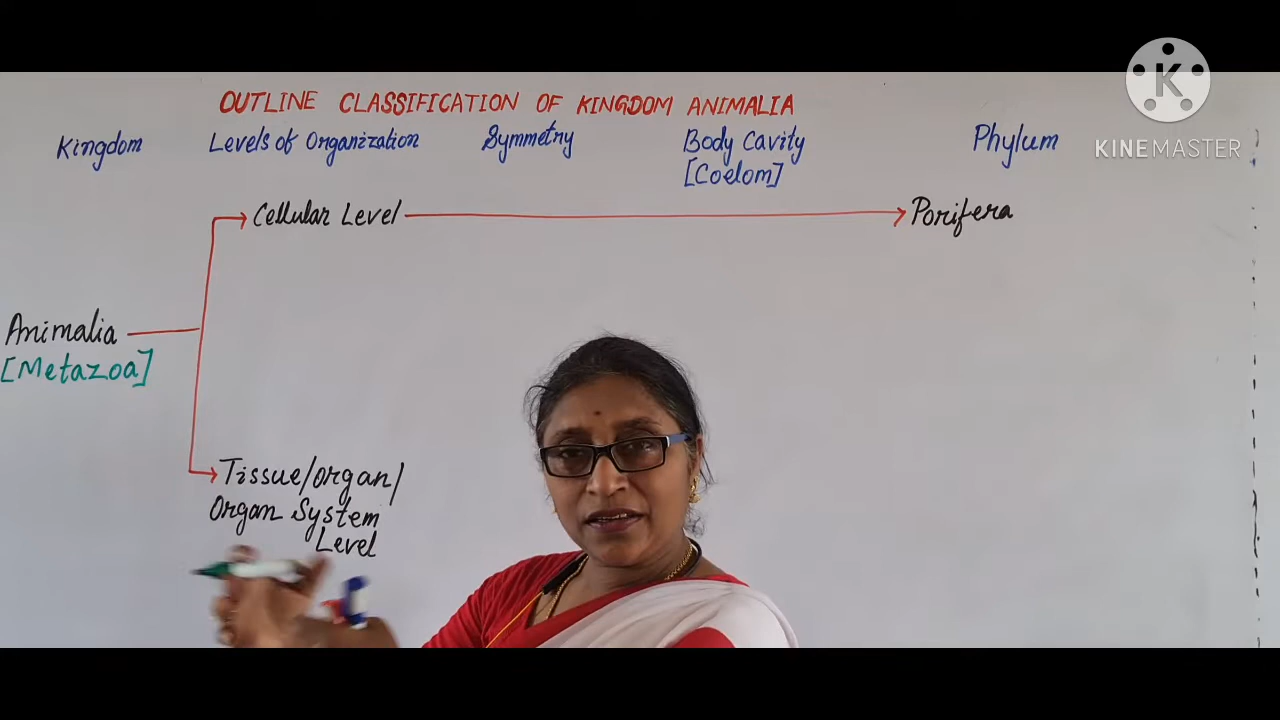 OUTLINE CLASSIFICATION OF KINGDOM ANIMALIA
Kingdom Levels of Organization Symmetry Body Cavity [Coelom] Phylum
Cellular Level Porifera
Animalia
[Metazoa]
Tissue/organ/
Organ System
Level
K
KINEMASTER